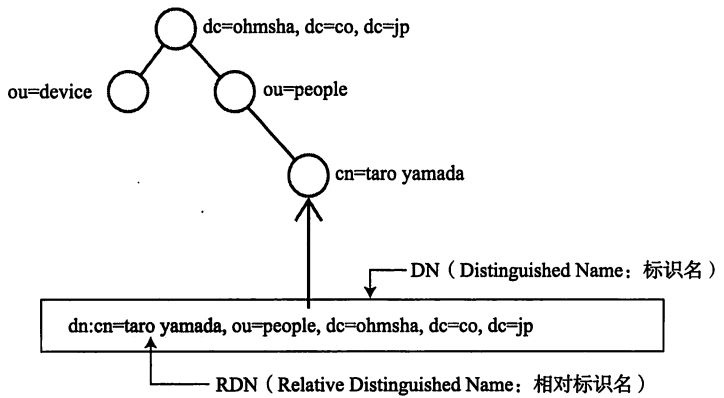 dc=ohmsha, dc=co, dc=jp
ou=device
ou=people
cn=taro yamada
DN（Distinguished Name：标识名）
dn:cn=taro yamada, ou=people, dc=ohmsha, dc=co, dc=jp
RDN（Relative Distinguished Name：相对标识名）